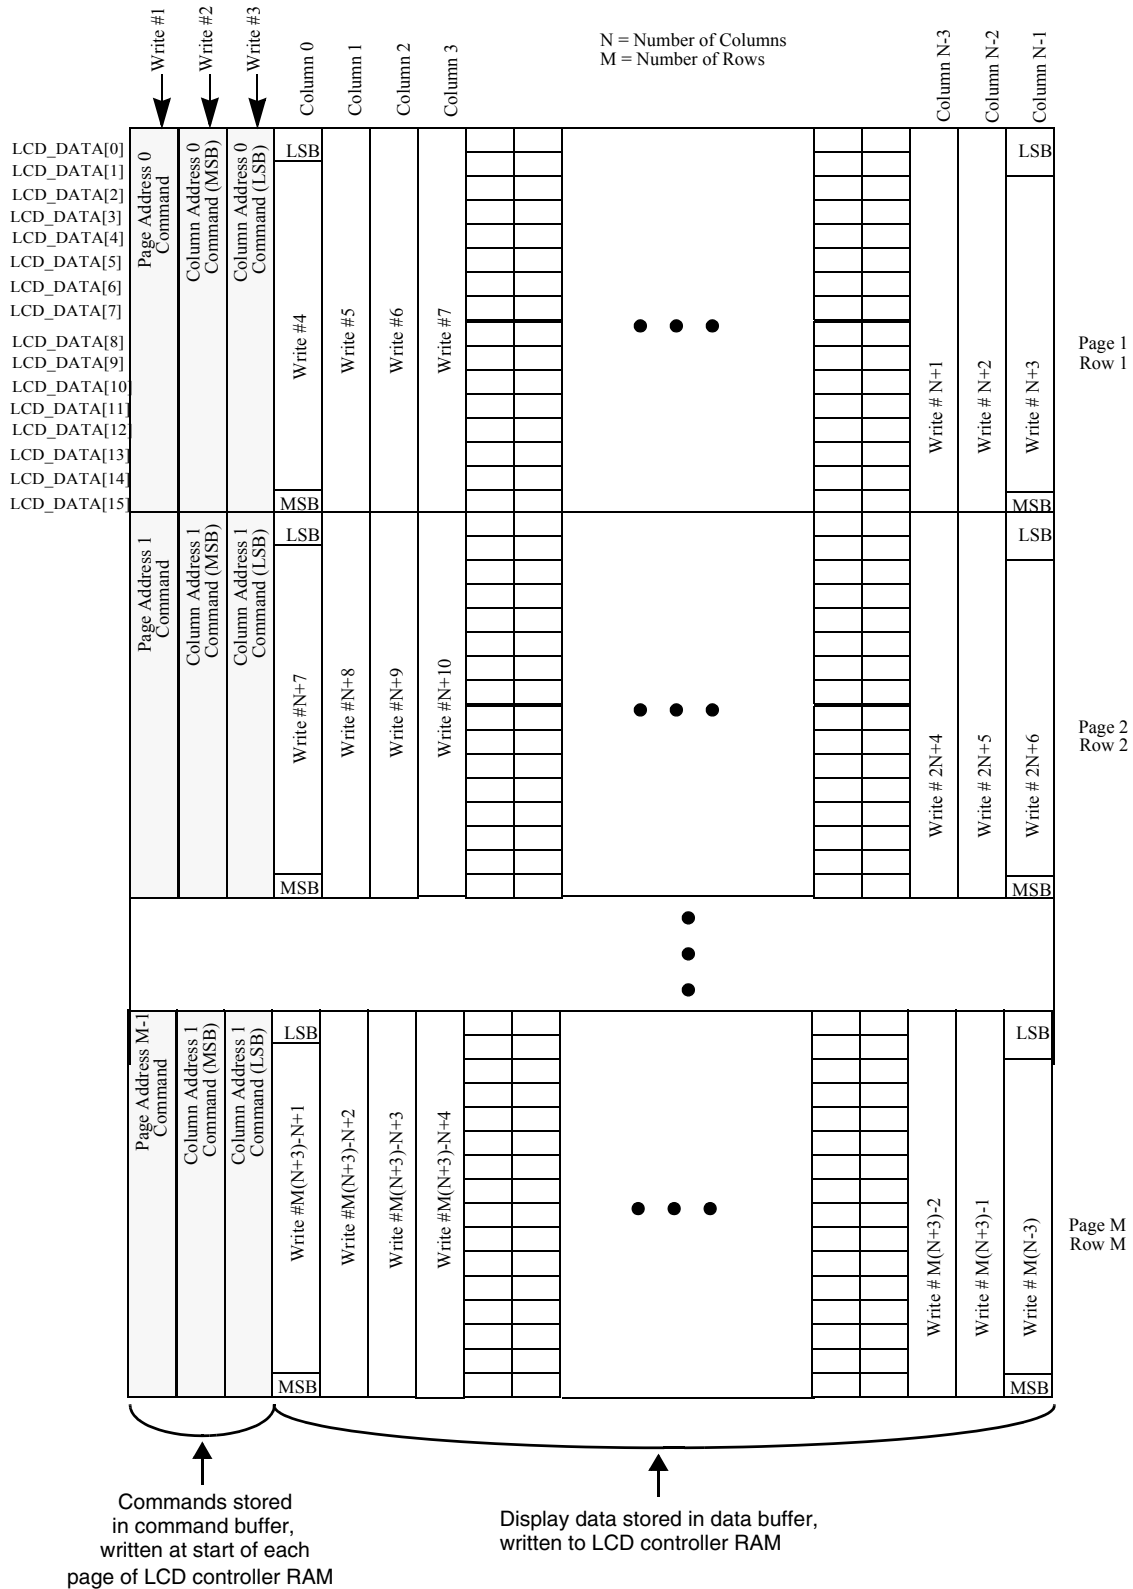 Write #1
Write #2
Write #3
Column 0
Column 1
Column 2
Column 3
N = Number of Columns
M = Number of Rows
Column N-3
Column N-2
Column N-1
LCD_DATA[0]
LCD_DATA[1]
LCD_DATA[2]
LCD_DATA[3]
LCD_DATA[4]
LCD_DATA[5]
LCD_DATA[6]
LCD_DATA[7]
LCD_DATA[8]
LCD_DATA[9]
LCD_DATA[10]
LCD_DATA[11]
LCD_DATA[12]
LCD_DATA[13]
LCD_DATA[14]
LCD_DATA[15]
Page Address 0
Command
Column Address 0
Command (MSB)
Column Address 0
Command (LSB)
LSB
Write #4
MSB
Write #5
Write #6
Write #7
Write # N+1
Write # N+2
LSB
Write # N+3
MSB
Page 1
Row 1
Page Address 1
Command
Column Address 1
Command (MSB)
Column Address 1
Command (LSB)
LSB
Write #N+7
MSB
Write #N+8
Write #N+9
Write #N+10
Write # 2N+4
Write # 2N+5
LSB
Write # 2N+6
MSB
Page 2
Row 2
Page Address M-1
Command
Column Address 1
Command (MSB)
Column Address 1
Command (LSB)
LSB
Write #M(N+3)-N+1
MSB
Write #M(N+3)-N+2
Write #M(N+3)-N+3
Write #M(N+3)-N+4
Write # M(N+3)-2
Write # M(N+3)-1
LSB
Write # M(N-3)
MSB
Page M
Row M
Commands stored
in command buffer,
written at start of each
page of LCD controller RAM
Display data stored in data buffer,
written to LCD controller RAM